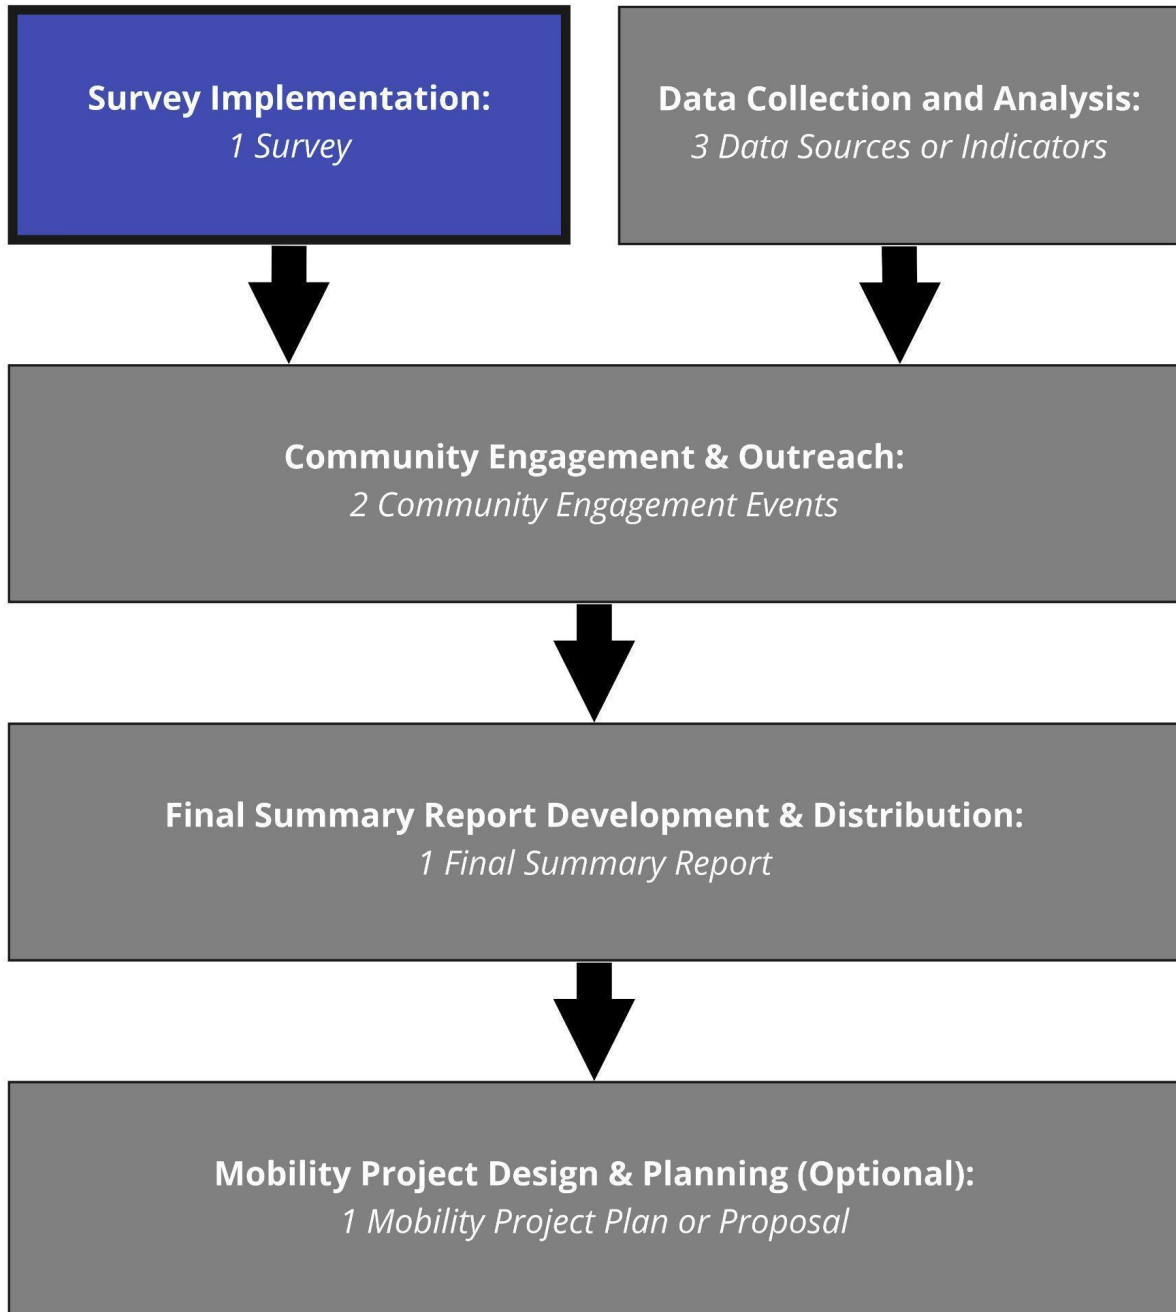 Survey Implementation:
1 Survey
Data Collection and Analysis:
3 Data Sources or Indicators
Community Engagement & Outreach:
2 Community Engagement Events
Final Summary Report Development & Distribution:
1 Final Summary Report
Mobility Project Design & Planning (Optional):
1 Mobility Project Plan or Proposal